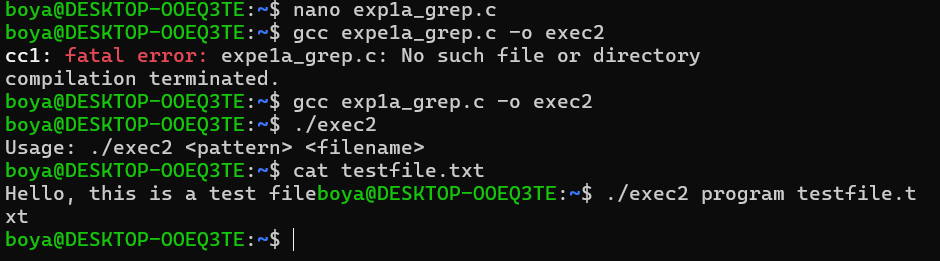 boya@DESKTOP-OOEQ3TE:~$ nano exp1a_grep.c
boya@DESKTOP-OOEQ3TE:~$ gcc expe1a_grep.c -o exec2
cc1: fatal error: expe1a_grep.c: No such file or directory
compilation terminated.
boya@DESKTOP-OOEQ3TE:~$ gcc exp1a_grep.c -o exec2
boya@DESKTOP-OOEQ3TE:~$ ./exec2
Usage: ./exec2 <pattern> <filename>
boya@DESKTOP-OOEQ3TE:~$ cat testfile.txt
Hello, this is a test fileboya@DESKTOP-OOEQ3TE:~$ ./exec2 program testfile.t
xt
boya@DESKTOP-OOEQ3TE:~$